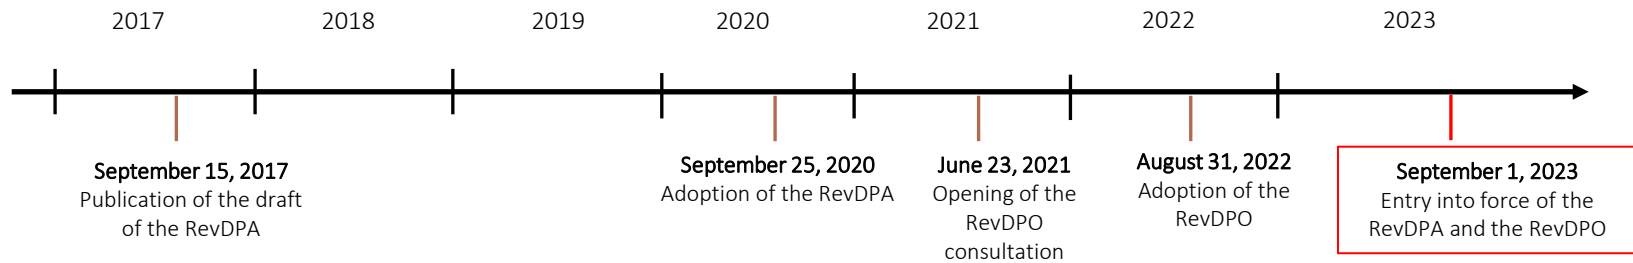 2017
2018
2019
2020
2021
2022
2023
September 15, 2017
Publication of the draft
of the RevDPA
September 25, 2020
Adoption of the RevDPA
June 23, 2021
Opening of the
RevDPO
consultation
August 31, 2022
Adoption of the
RevDPO
September 1, 2023
Entry into force of the
RevDPA and the RevDPO